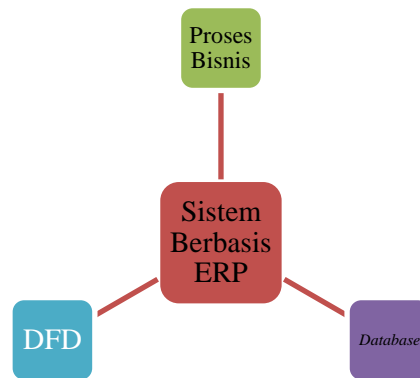 Proses
Bisnis
Sistem
Berbasis
ERP
DFD
Database